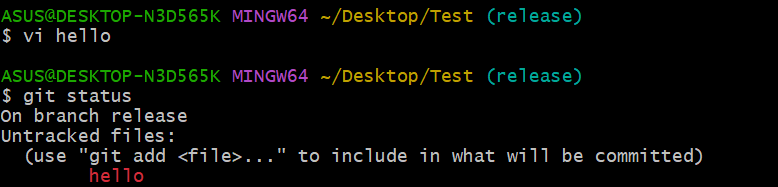 ASUS@DESKTOP-N3D565K MINGW64 ~/Desktop/Test (release)
$ vi hello
ASUS@DESKTOP-N3D565K MINGW64 ~/Desktop/Test (release)
$ git status
On branch release
Untracked files:
  (use "git add <file>..." to include in what will be committed)
        hello